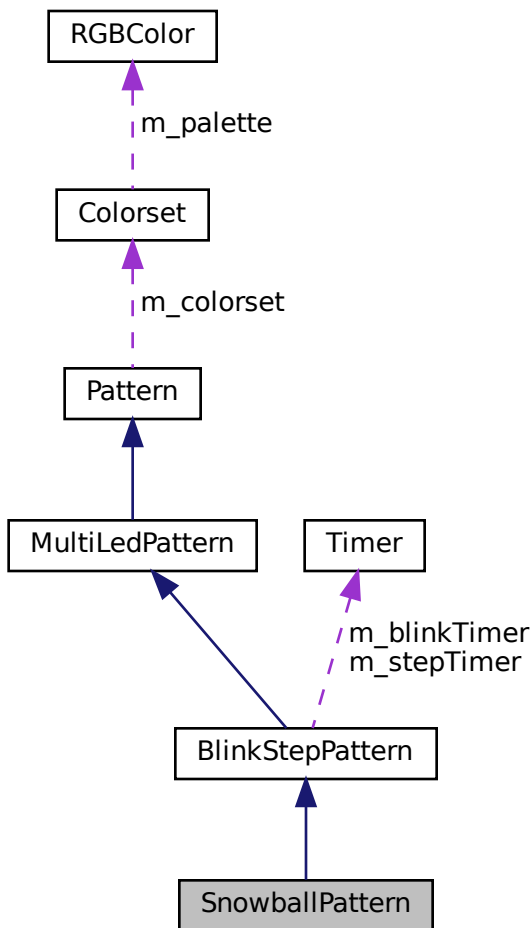 RGBColor
m_palette
Colorset
m_colorset
Pattern
MultiLedPattern
Timer
m_blinkTimer
m_stepTimer
BlinkStepPattern
SnowballPattern